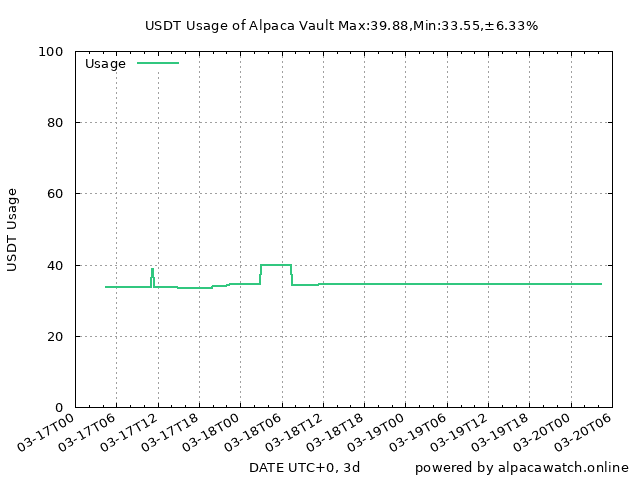 USDT Usage of Alpaca Vault Max:39.88,Min:33.55,±6.33%
Usage
USDT Usage
100
80
60
40
20
0
03-17T00
03-17T06
03-17T12
03-17T18
03-18T00
03-18T06
03-18T12
03-18T18
03-19T00
03-19T06
03-19T12
03-19T18
03-20T00
03-20T06
DATE UTC+0, 3d
powered by alpacawatch.online